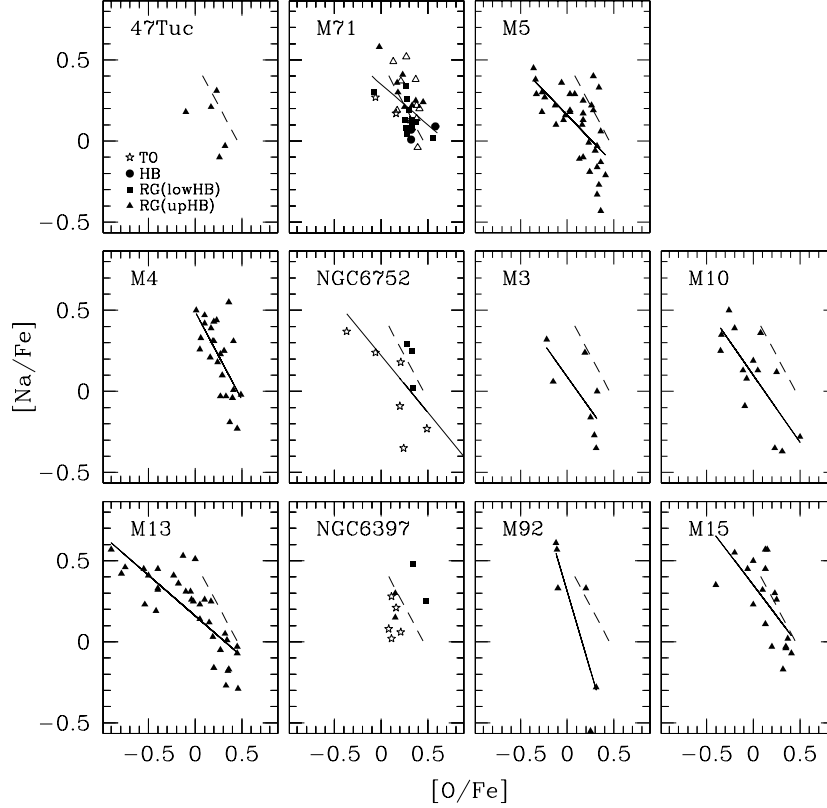 47Tuc
M71
M5
0.5
0
−0.5
TO
HB
RG(lowHB)
RG(upHB)
M4
NGC6752
M3
M10
[Na/Fe]
0.5
0
−0.5
M13
NGC6397
M92
M15
0.5
0
−0.5
−0.5 0 0.5 −0.5 0 0.5 −0.5 0 0.5 −0.5 0 0.5
[O/Fe]